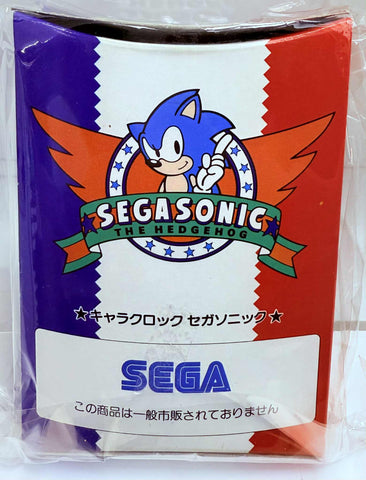 SEGASONIC
THE HEDGEHOG
★キャラクロック セガソニック★
SEGA
この商品は一般市販されておりません